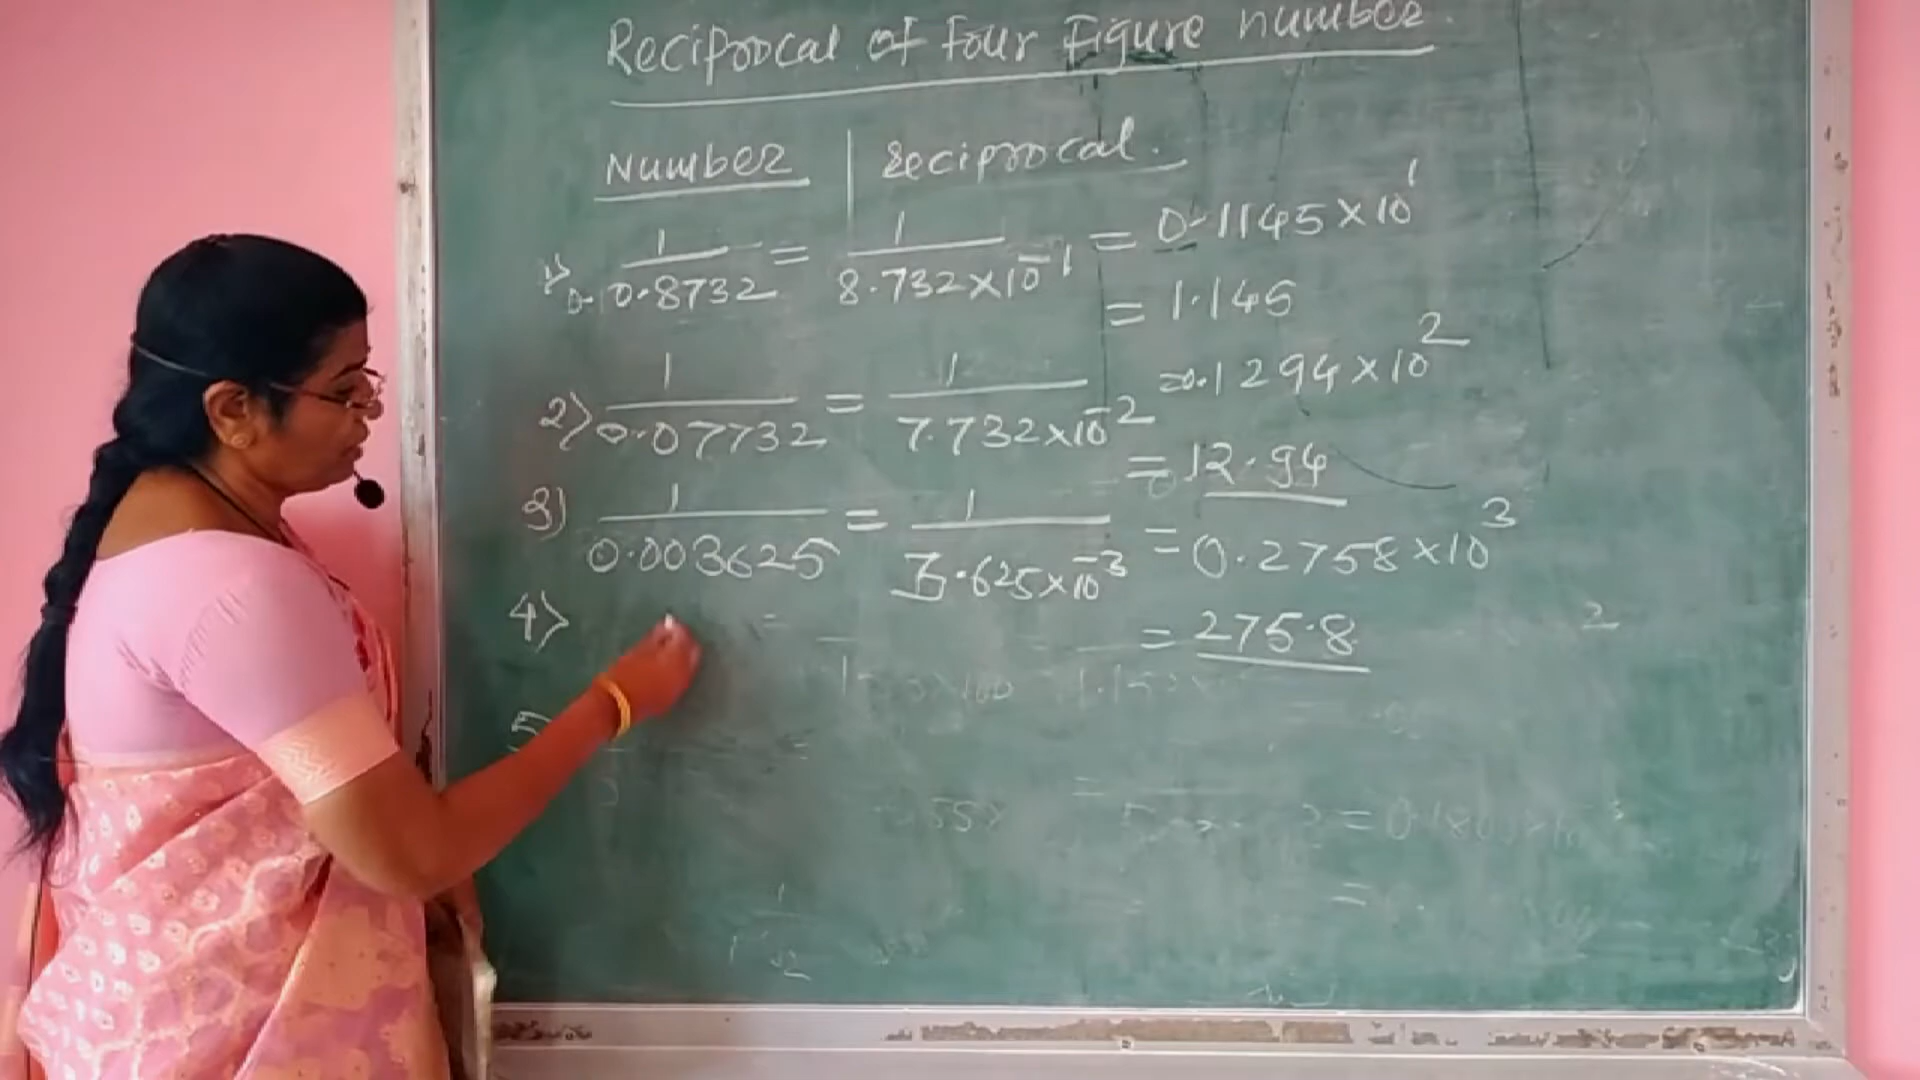 Reciprocal of four Figure number.
Number | reciprocal.
1) 1/0.8732 = 1/8.732×10⁻¹ = 0.1145×10¹
= 1.145
2) 1/0.07732 = 1/7.732×10⁻² = 0.1294×10²
= 12.94
3) 1/0.003625 = 1/3.625×10⁻³ = 0.2758×10³
4) = 275.8
5